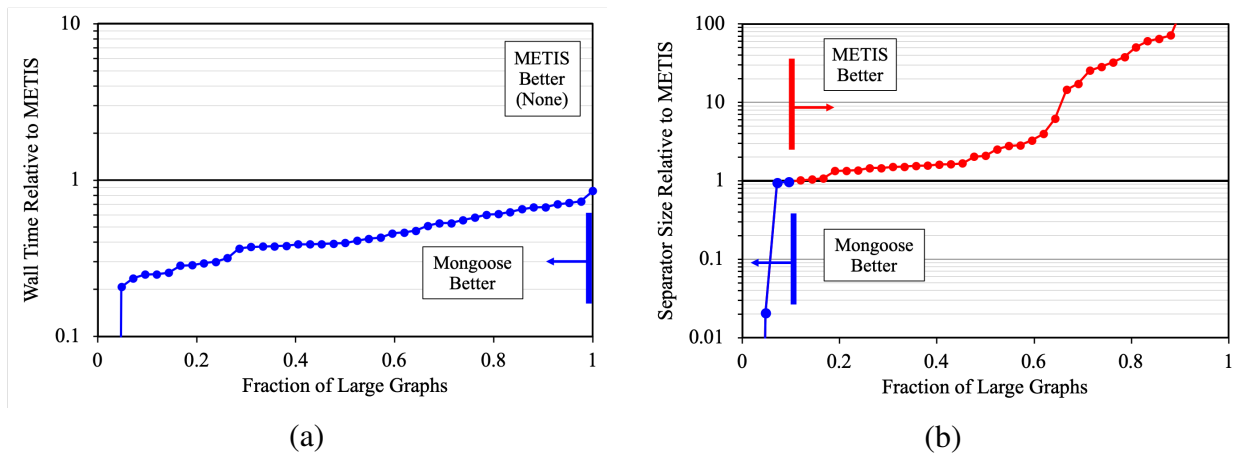 10
1
0.1
Wall Time Relative to METIS
METIS
Better
(None)
Mongoose
Better
0 0.2 0.4 0.6 0.8 1
Fraction of Large Graphs
(a)
100
10
1
0.1
0.01
Separator Size Relative to METIS
METIS
Better
Mongoose
Better
0 0.2 0.4 0.6 0.8 1
Fraction of Large Graphs
(b)